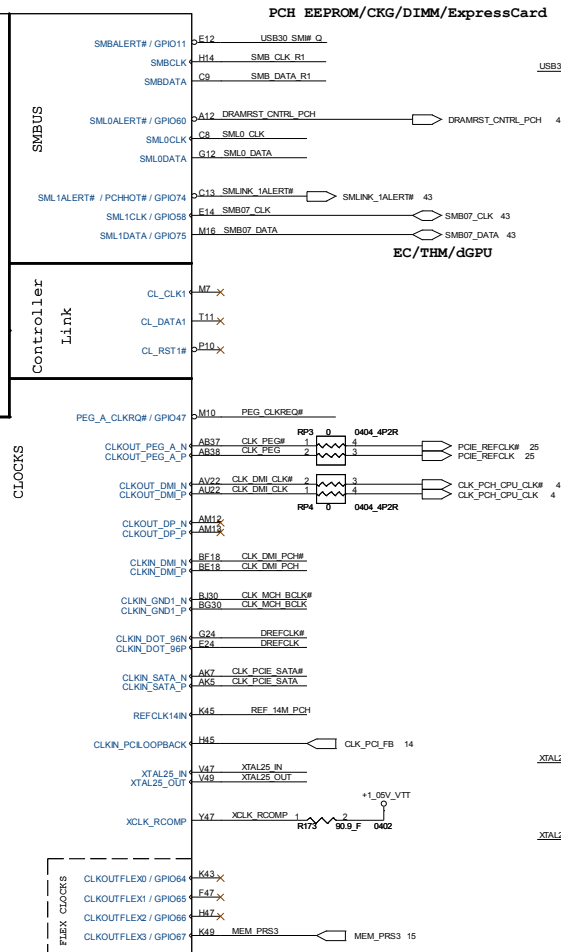 PCH EEPROM/CKG/DIMM/ExpressCard
SMBUS
SMBALERT# / GPIO11 E12 USB30_SMI#_Q
SMBCLK H14 SMB_CLK_R1
SMBDATA C9 SMB_DATA_R1
USB3
SML0ALERT# / GPIO60 A12 DRAMRST_CNTRL_PCH DRAMRST_CNTRL_PCH 4
SML0CLK C8 SML0_CLK
SML0DATA G12 SML0_DATA
SML1ALERT# / PCHHOT# / GPIO74 C13 SMLINK_1ALERT# SMLINK_1ALERT# 43
SML1CLK / GPIO58 E14 SMB07_CLK SMB07_CLK 43
SML1DATA / GPIO75 M16 SMB07_DATA SMB07_DATA 43
EC/THM/dGPU
Controller
Link
CL_CLK1 M7
CL_DATA1 T11
CL_RST1# P10
CLOCKS
PEG_A_CLKRQ# / GPIO47 M10 PEG_CLKREQ#
RP3 0 0404_4P2R
CLKOUT_PEG_A_N AB37 CLK_PEG# 1 4 PCIE_REFCLK# 25
CLKOUT_PEG_A_P AB38 CLK_PEG 2 3 PCIE_REFCLK 25
CLKOUT_DMI_N AV22 CLK_DMI_CLK# 2 3 CLK_PCH_CPU_CLK# 4
CLKOUT_DMI_P AU22 CLK_DMI_CLK 1 4 CLK_PCH_CPU_CLK 4
RP4 0 0404_4P2R
CLKOUT_DP_N AM12
CLKOUT_DP_P AM13
CLKIN_DMI_N BF18 CLK_DMI_PCH#
CLKIN_DMI_P BE18 CLK_DMI_PCH
CLKIN_GND1_N BJ30 CLK_MCH_BCLK#
CLKIN_GND1_P BG30 CLK_MCH_BCLK
CLKIN_DOT_96N G24 DREFCLK#
CLKIN_DOT_96P E24 DREFCLK
CLKIN_SATA_N AK7 CLK_PCIE_SATA#
CLKIN_SATA_P AK5 CLK_PCIE_SATA
REFCLK14IN K45 REF_14M_PCH
CLKIN_PCILOOPBACK H45 CLK_PCI_FB 14
XTAL25_IN V47 XTAL25_IN
XTAL25_OUT V49 XTAL25_OUT
XTAL2
+1_05V_VTT
XCLK_RCOMP Y47 XCLK_RCOMP 1 2
R173 90.9_F 0402
XTAL2
FLEX CLOCKS
CLKOUTFLEX0 / GPIO64 K43
CLKOUTFLEX1 / GPIO65 F47
CLKOUTFLEX2 / GPIO66 H47
CLKOUTFLEX3 / GPIO67 K49 MEM_PRS3 MEM_PRS3 15